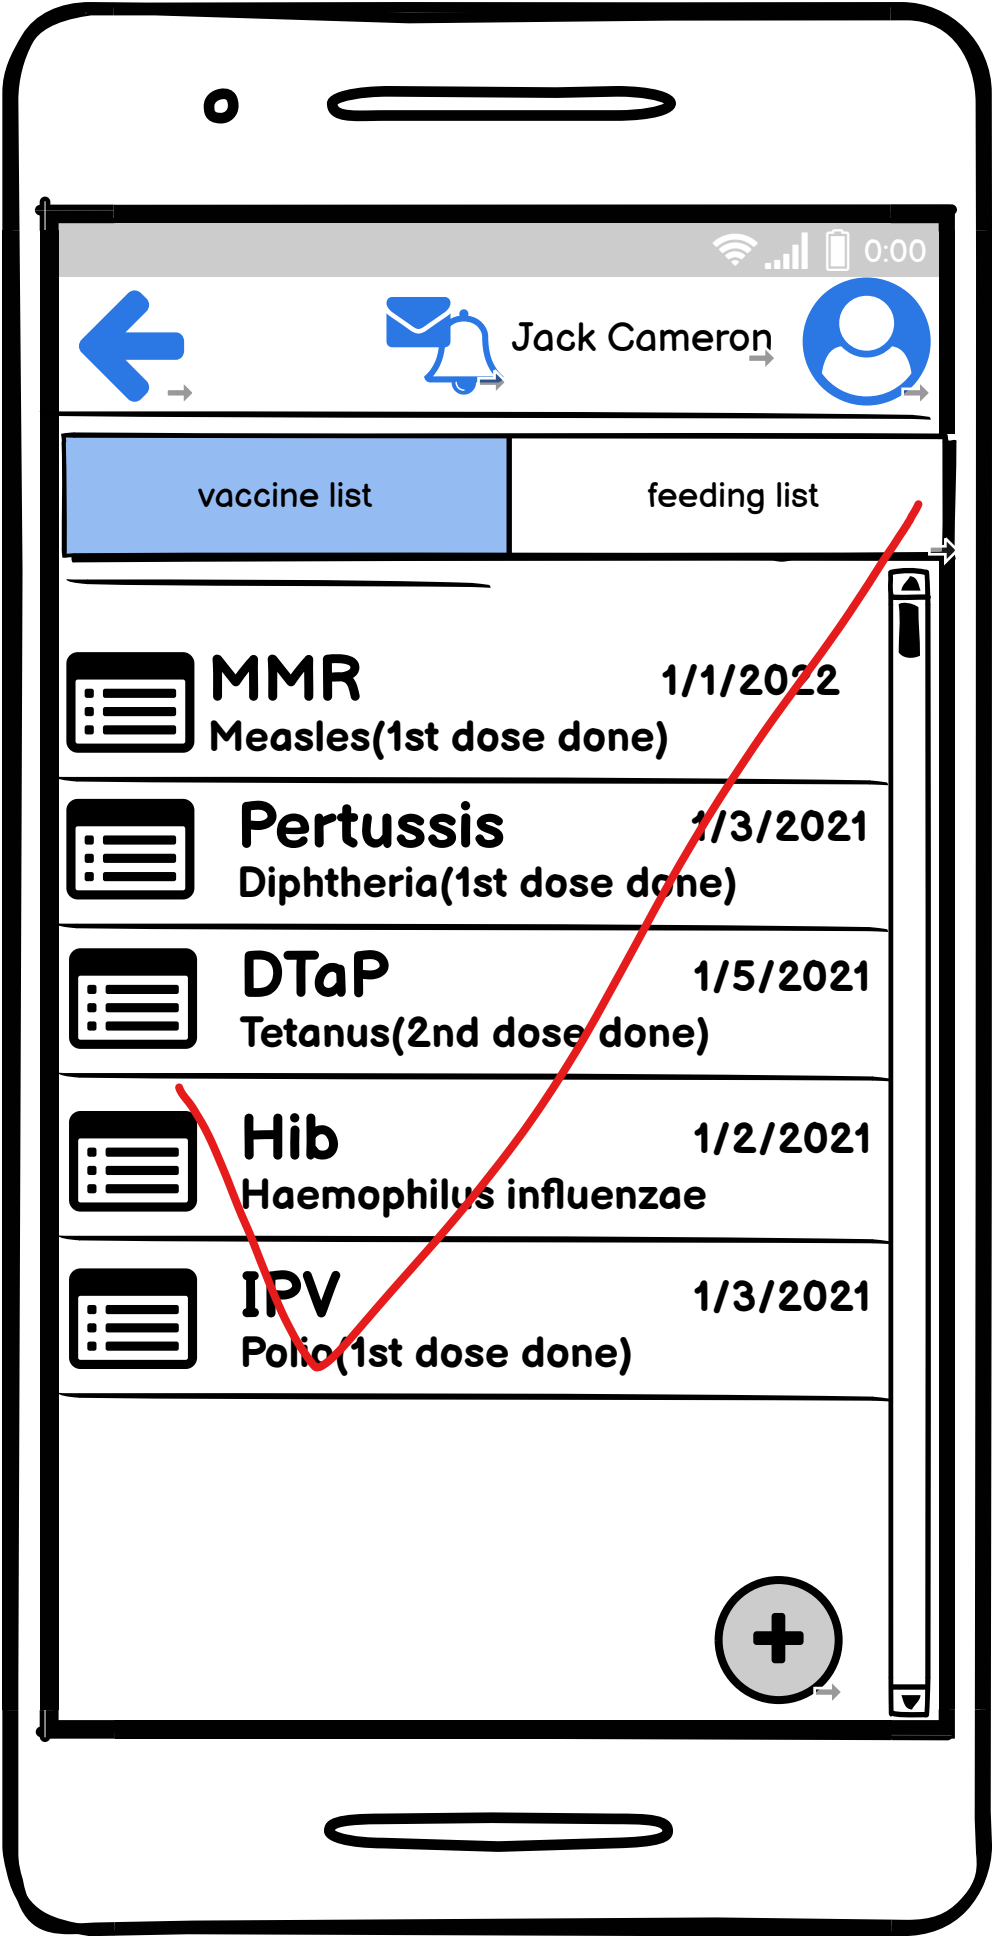 0:00
Jack Cameron
vaccine list
feeding list
MMR
1/1/2022
Measles(1st dose done)
Pertussis
1/3/2021
Diphtheria(1st dose done)
DTaP
1/5/2021
Tetanus(2nd dose done)
Hib
1/2/2021
Haemophilus influenzae
IPV
1/3/2021
Polio(1st dose done)